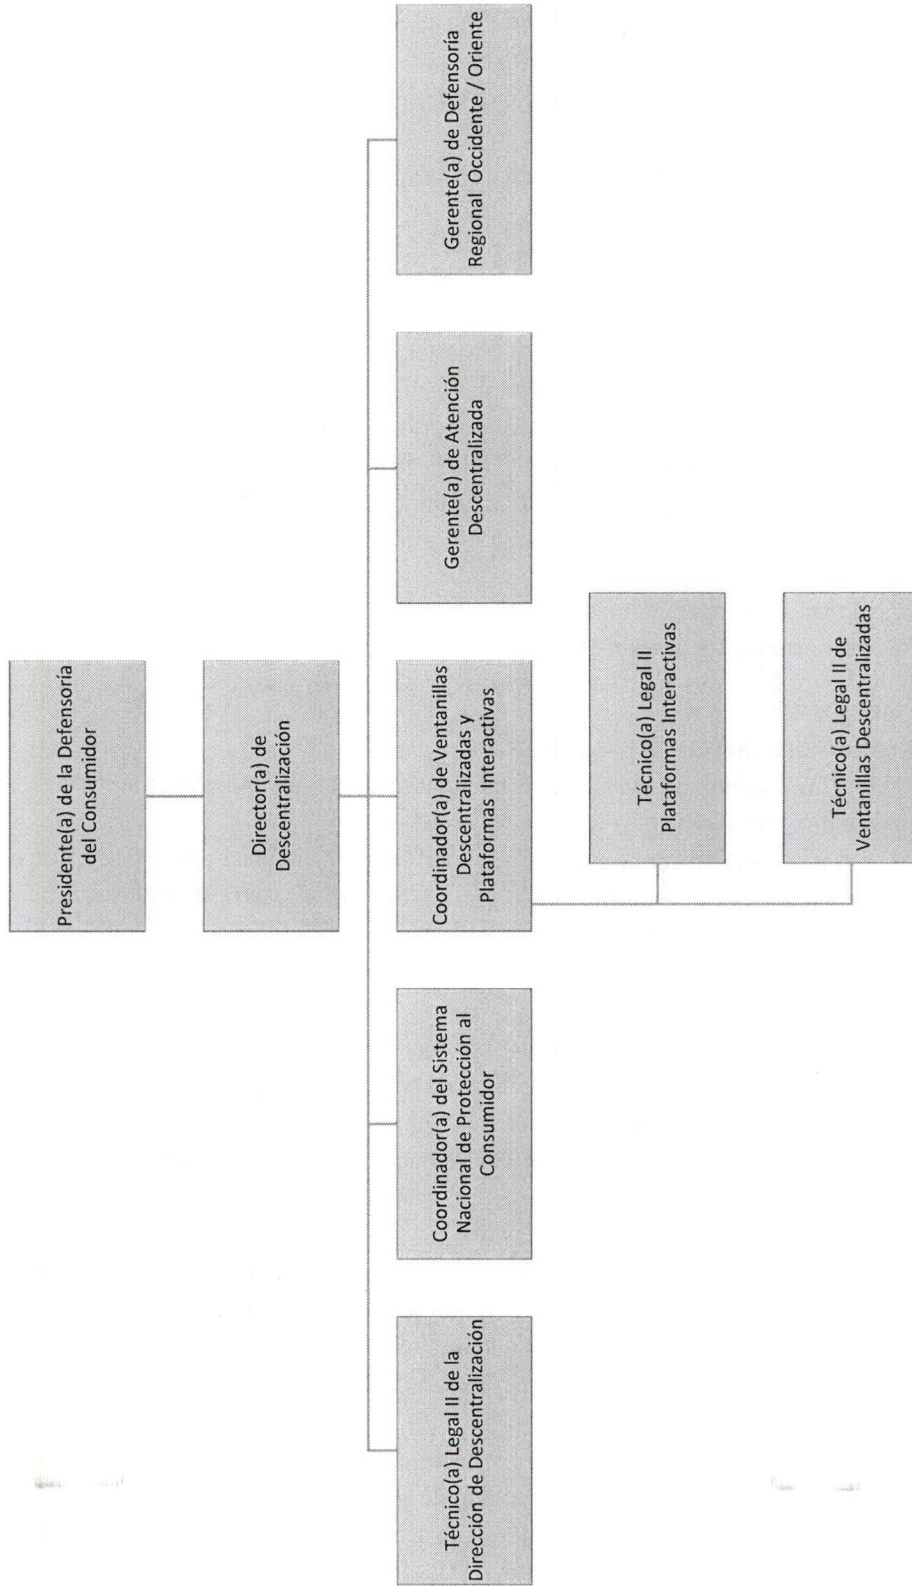 Presidente(a) de la Defensoría
del Consumidor
Director(a) de
Descentralización
Técnico(a) Legal II de la
Dirección de Descentralización
Coordinador(a) del Sistema
Nacional de Protección al
Consumidor
Coordinador(a) de Ventanillas
Descentralizadas y
Plataformas Interactivas
Gerente(a) de Atención
Descentralizada
Gerente(a) de Defensoría
Regional Occidente / Oriente
Técnico(a) Legal II
Plataformas Interactivas
Técnico(a) Legal II de
Ventanillas Descentralizadas